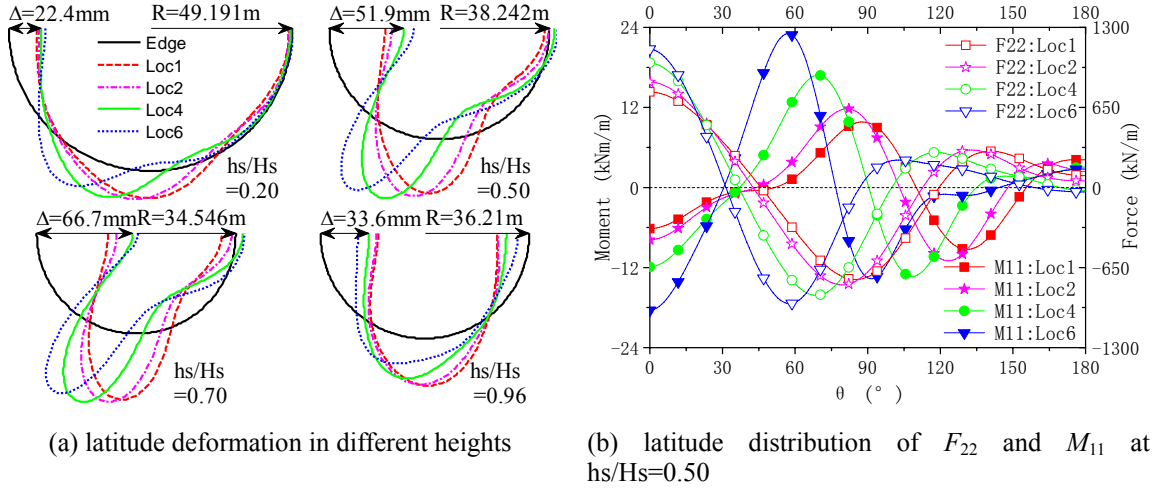 Δ=22.4mm R=49.191m
Edge
Loc1
Loc2
Loc4
Loc6
hs/Hs
=0.20
Δ=51.9mm R=38.242m
hs/Hs
=0.50
Δ=66.7mm R=34.546m
hs/Hs
=0.70
Δ=33.6mm R=36.21m
hs/Hs
=0.96
(a) latitude deformation in different heights
0 30 60 90 120 150 180
24
12
0
-12
-24
Moment (kNm/m)
1300
650
0
-650
-1300
Force (kN/m)
F22:Loc1
F22:Loc2
F22:Loc4
F22:Loc6
M11:Loc1
M11:Loc2
M11:Loc4
M11:Loc6
0 30 60 90 120 150 180
θ (°)
(b) latitude distribution of F22 and M11 at
hs/Hs=0.50